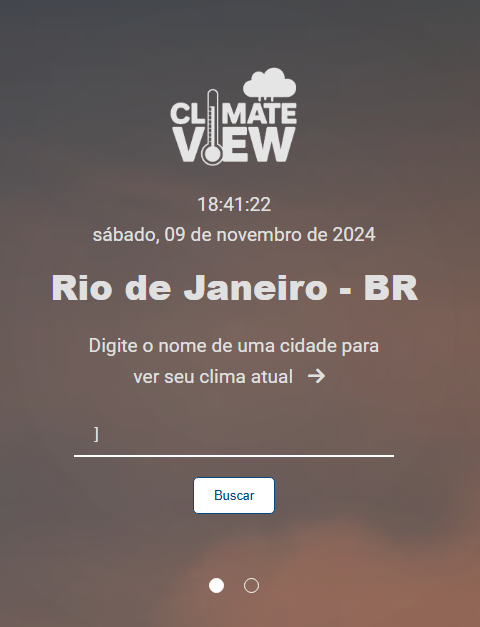 CLIMATE
VIEW
18:41:22
sábado, 09 de novembro de 2024
Rio de Janeiro - BR
Digite o nome de uma cidade para
ver seu clima atual →
]
Buscar